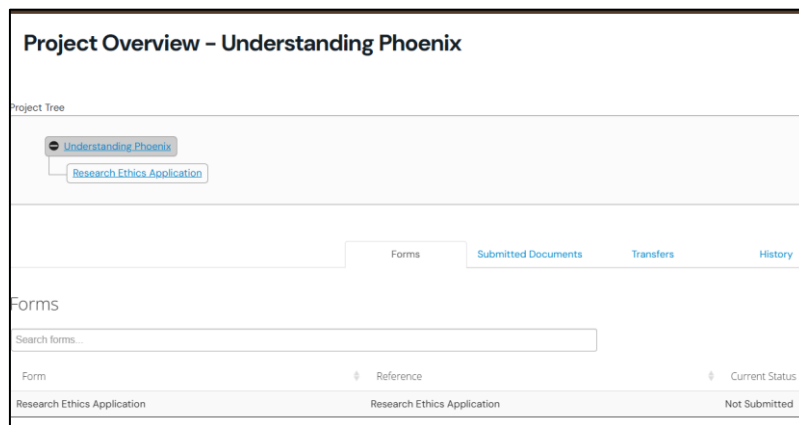 Project Overview – Understanding Phoenix
Project Tree
Understanding Phoenix
Research Ethics Application
Forms Submitted Documents Transfers History
Forms
Search forms...
Form Reference Current Status
Research Ethics Application Research Ethics Application Not Submitted